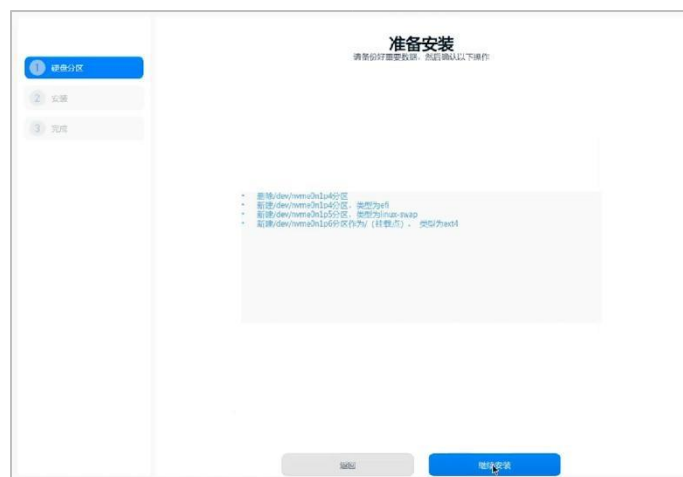 准备安装
请备份好重要数据,然后确认以下操作
1 硬盘分区
2 安装
3 完成
· 删除/dev/nvme0n1p4分区
· 新建/dev/nvme0n1p4分区,类型为efi
· 新建/dev/nvme0n1p5分区,类型为linux-swap
· 新建/dev/nvme0n1p6分区作为/(挂载点),类型为ext4
返回
继续安装